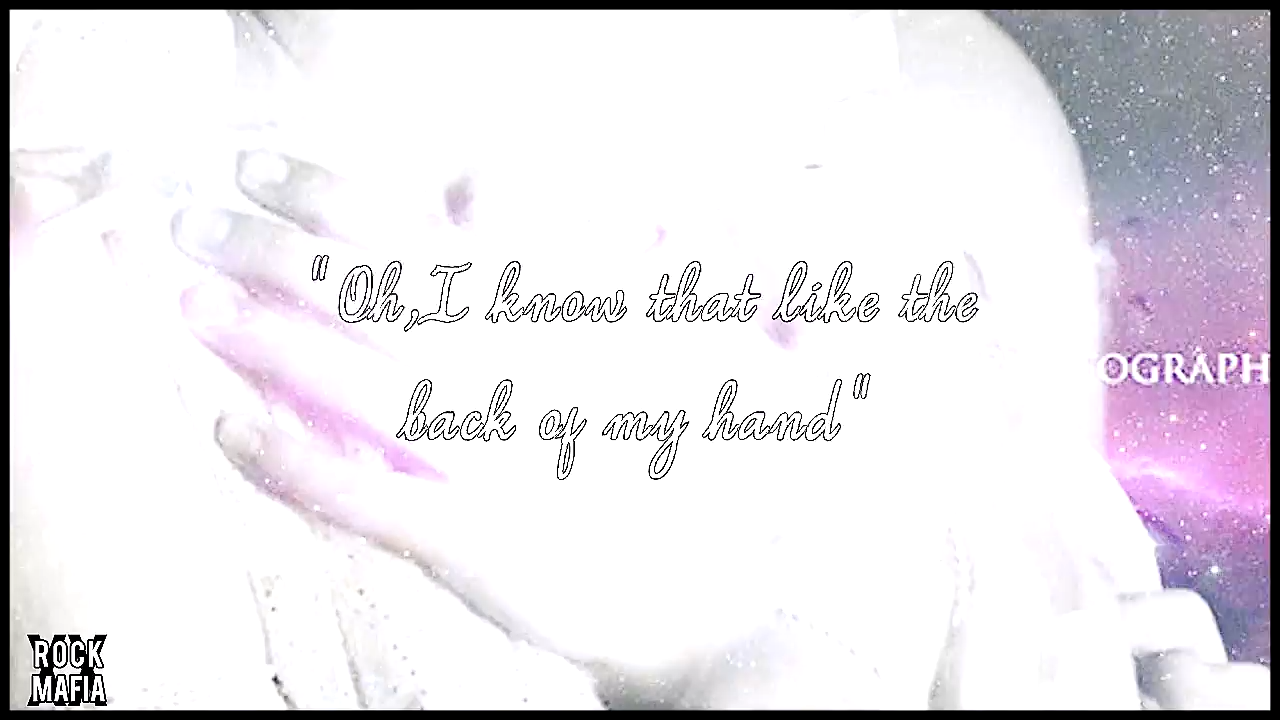 "Oh,I know that like the
back of my hand"
OGRAPH
ROCK
MAFIA